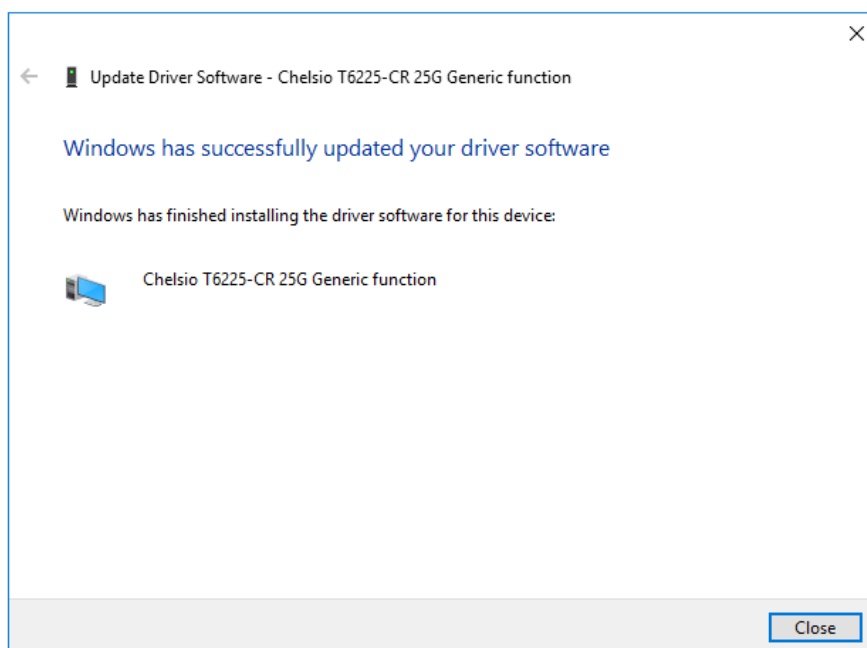 Update Driver Software - Chelsio T6225-CR 25G Generic function
Windows has successfully updated your driver software
Windows has finished installing the driver software for this device:
Chelsio T6225-CR 25G Generic function
Close